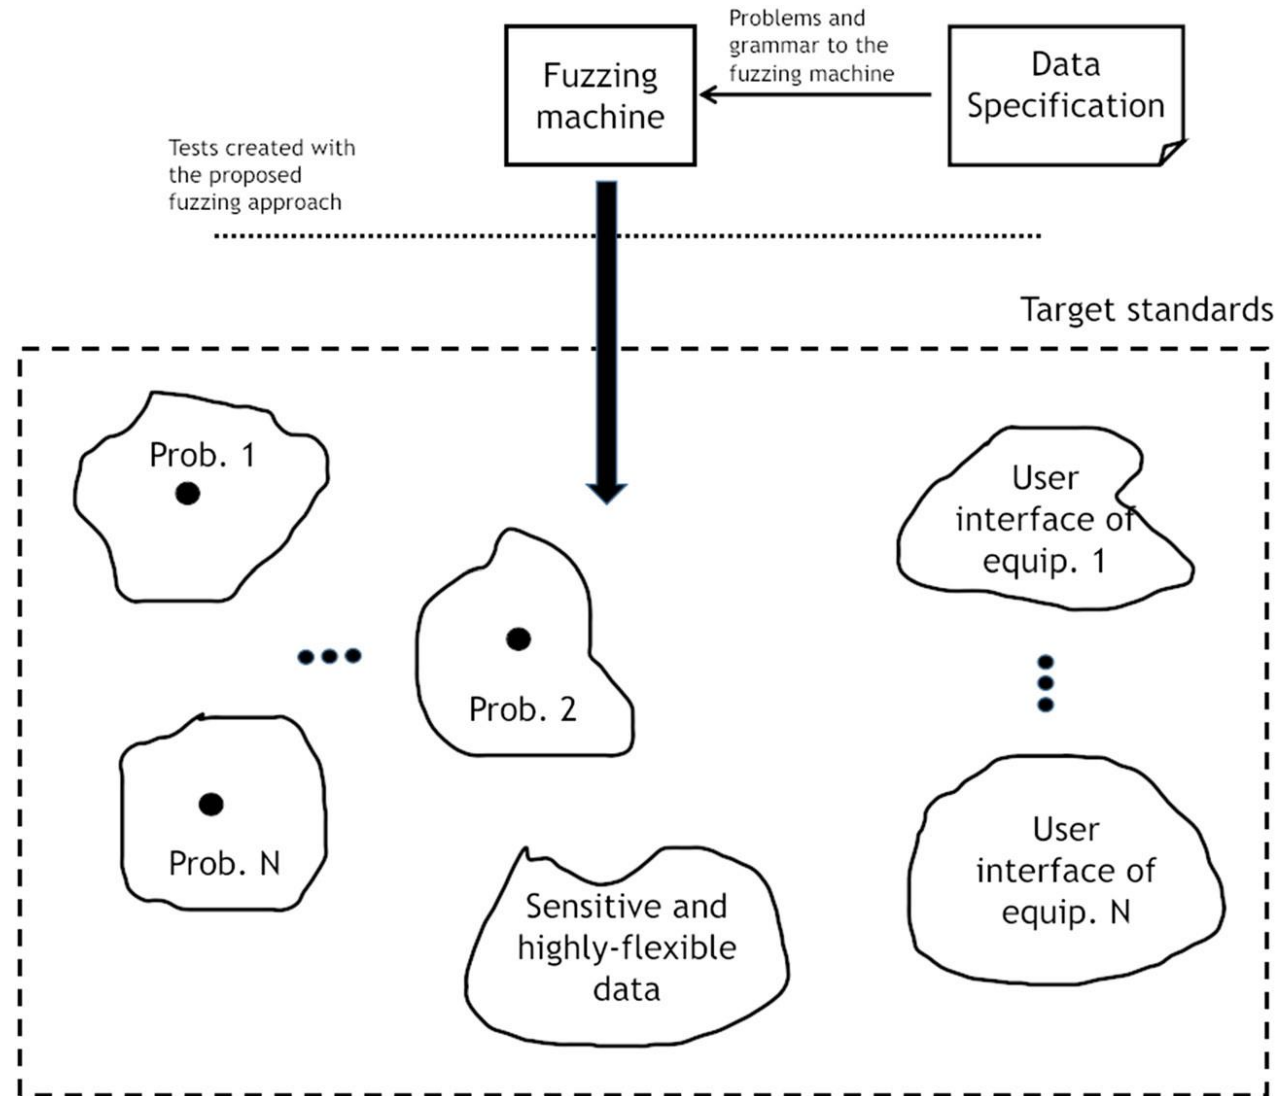 Problems and
grammar to the
fuzzing machine
Fuzzing
machine
Data
Specification
Tests created with
the proposed
fuzzing approach
Target standards
Prob. 1
User
interface of
equip. 1
Prob. 2
Prob. N
User
interface of
equip. N
Sensitive and
highly-flexible
data